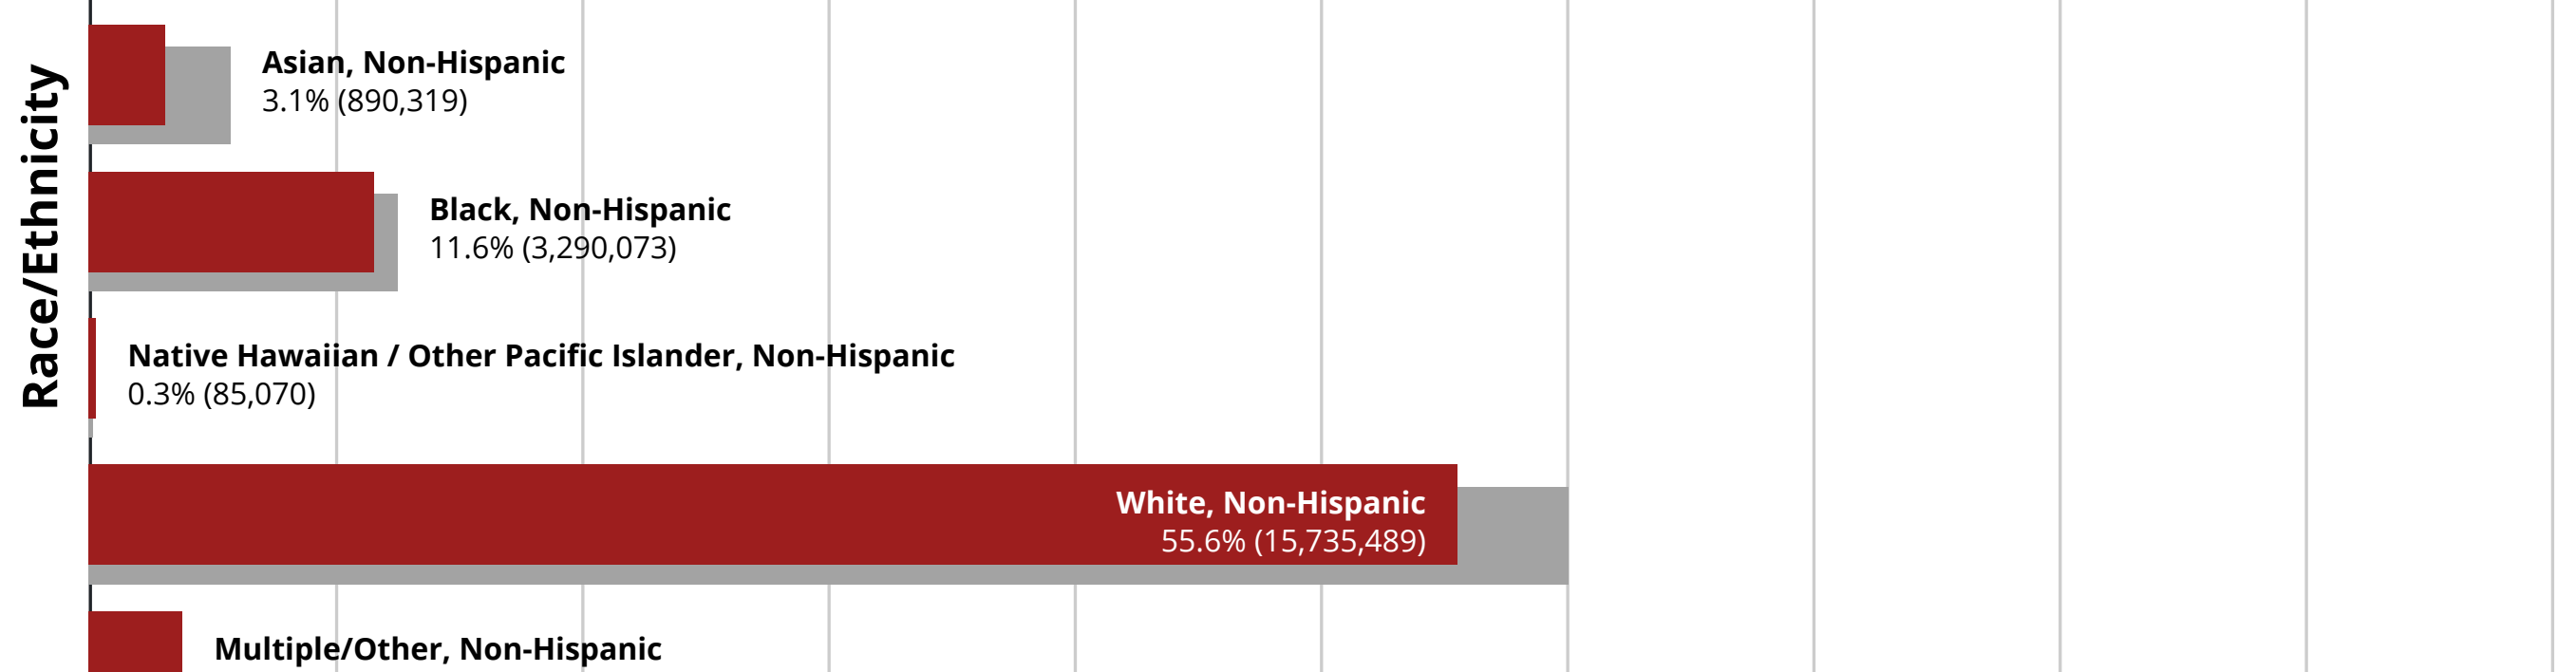 Race/Ethnicity
Asian, Non-Hispanic
3.1% (890,319)
Black, Non-Hispanic
11.6% (3,290,073)
Native Hawaiian / Other Pacific Islander, Non-Hispanic
0.3% (85,070)
White, Non-Hispanic
55.6% (15,735,489)
Multiple/Other, Non-Hispanic